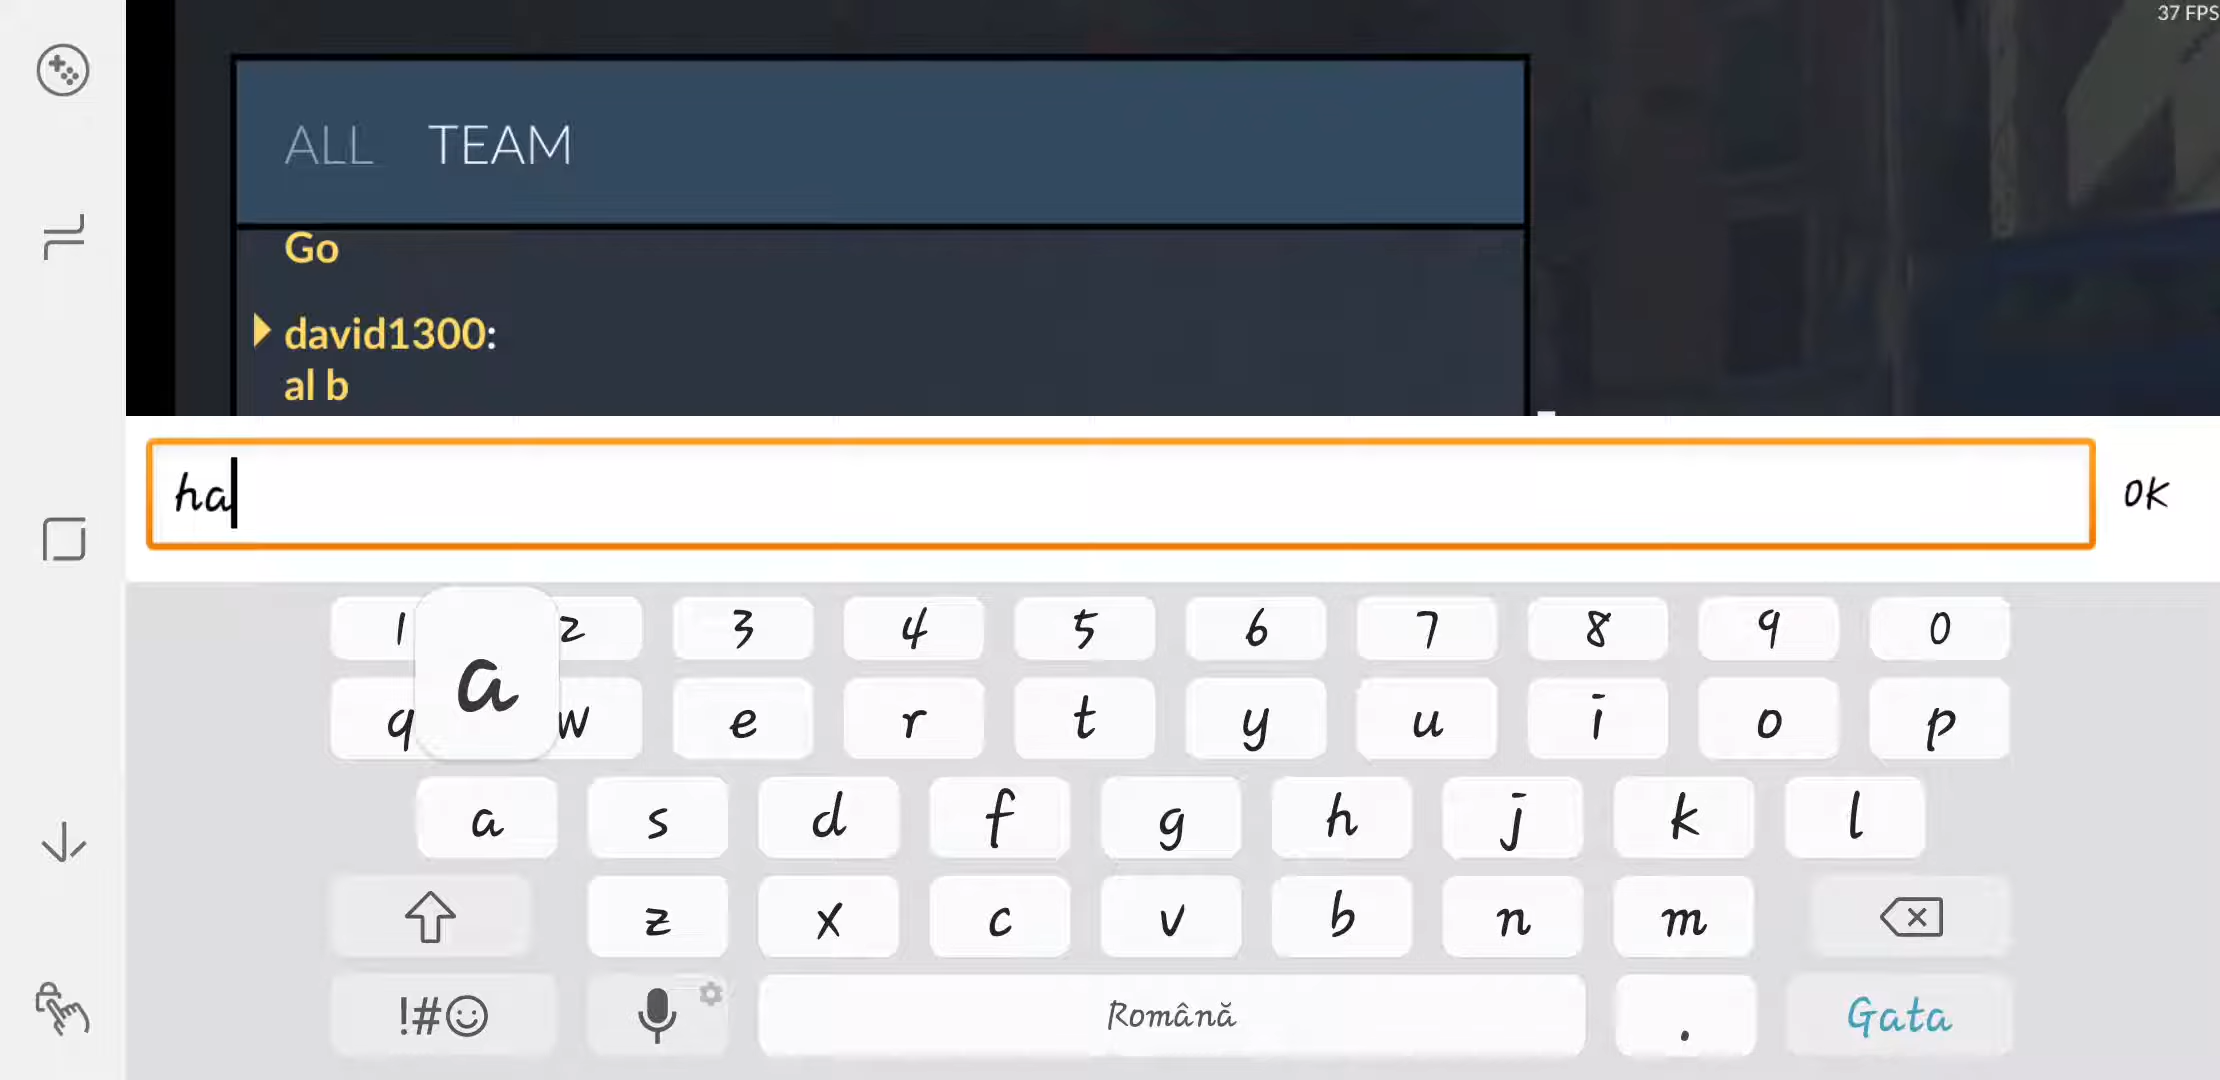 37 FPS
ALL TEAM
Go
david1300:
al b
ha
OK
1 2 3 4 5 6 7 8 9 0
a
q w e r t y u i o p
a s d f g h j k l
z x c v b n m
!#☺ Română . Gata